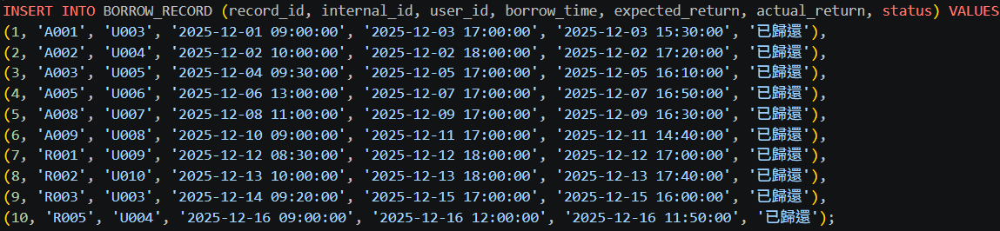 INSERT INTO BORROW_RECORD (record_id, internal_id, user_id, borrow_time, expected_return, actual_return, status) VALUES
(1, 'A001', 'U003', '2025-12-01 09:00:00', '2025-12-03 17:00:00', '2025-12-03 15:30:00', '已歸還'),
(2, 'A002', 'U004', '2025-12-02 10:00:00', '2025-12-02 18:00:00', '2025-12-02 17:20:00', '已歸還'),
(3, 'A003', 'U005', '2025-12-04 09:30:00', '2025-12-05 17:00:00', '2025-12-05 16:10:00', '已歸還'),
(4, 'A005', 'U006', '2025-12-06 13:00:00', '2025-12-07 17:00:00', '2025-12-07 16:50:00', '已歸還'),
(5, 'A008', 'U007', '2025-12-08 11:00:00', '2025-12-09 17:00:00', '2025-12-09 16:30:00', '已歸還'),
(6, 'A009', 'U008', '2025-12-10 09:00:00', '2025-12-11 17:00:00', '2025-12-11 14:40:00', '已歸還'),
(7, 'R001', 'U009', '2025-12-12 08:30:00', '2025-12-12 18:00:00', '2025-12-12 17:00:00', '已歸還'),
(8, 'R002', 'U010', '2025-12-13 10:00:00', '2025-12-13 18:00:00', '2025-12-13 17:40:00', '已歸還'),
(9, 'R003', 'U003', '2025-12-14 09:20:00', '2025-12-15 17:00:00', '2025-12-15 16:00:00', '已歸還'),
(10, 'R005', 'U004', '2025-12-16 09:00:00', '2025-12-16 12:00:00', '2025-12-16 11:50:00', '已歸還');